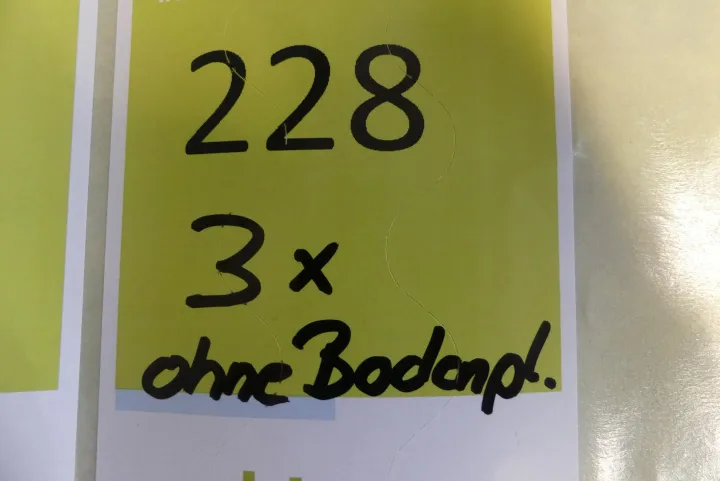 228
3x
ohne Bodenpl.